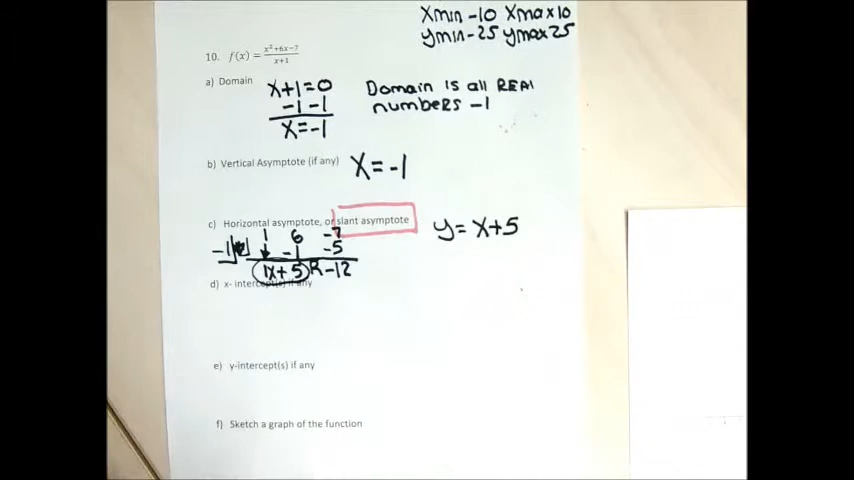 Xmin -10 Xmax 10
ymin -25 ymax 25
10. f(x) = x²+6x−7 / x+1
a) Domain
x+1=0
-1 -1
x=-1
Domain is all REAl
numbers -1
b) Vertical Asymptote (if any)
X = -1
c) Horizontal asymptote, or slant asymptote
y= x+5
1 6 -7
-1 -1 -5
1x+5 R-12
d) x- intercept(s) if any
e) y-intercept(s) if any
f) Sketch a graph of the function